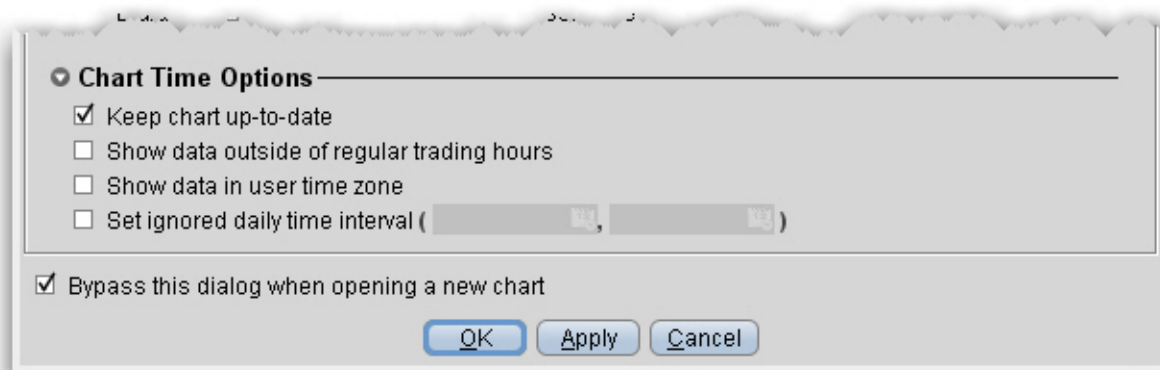 Chart Time Options
Keep chart up-to-date
Show data outside of regular trading hours
Show data in user time zone
Set ignored daily time interval ( , )
Bypass this dialog when opening a new chart
OK Apply Cancel